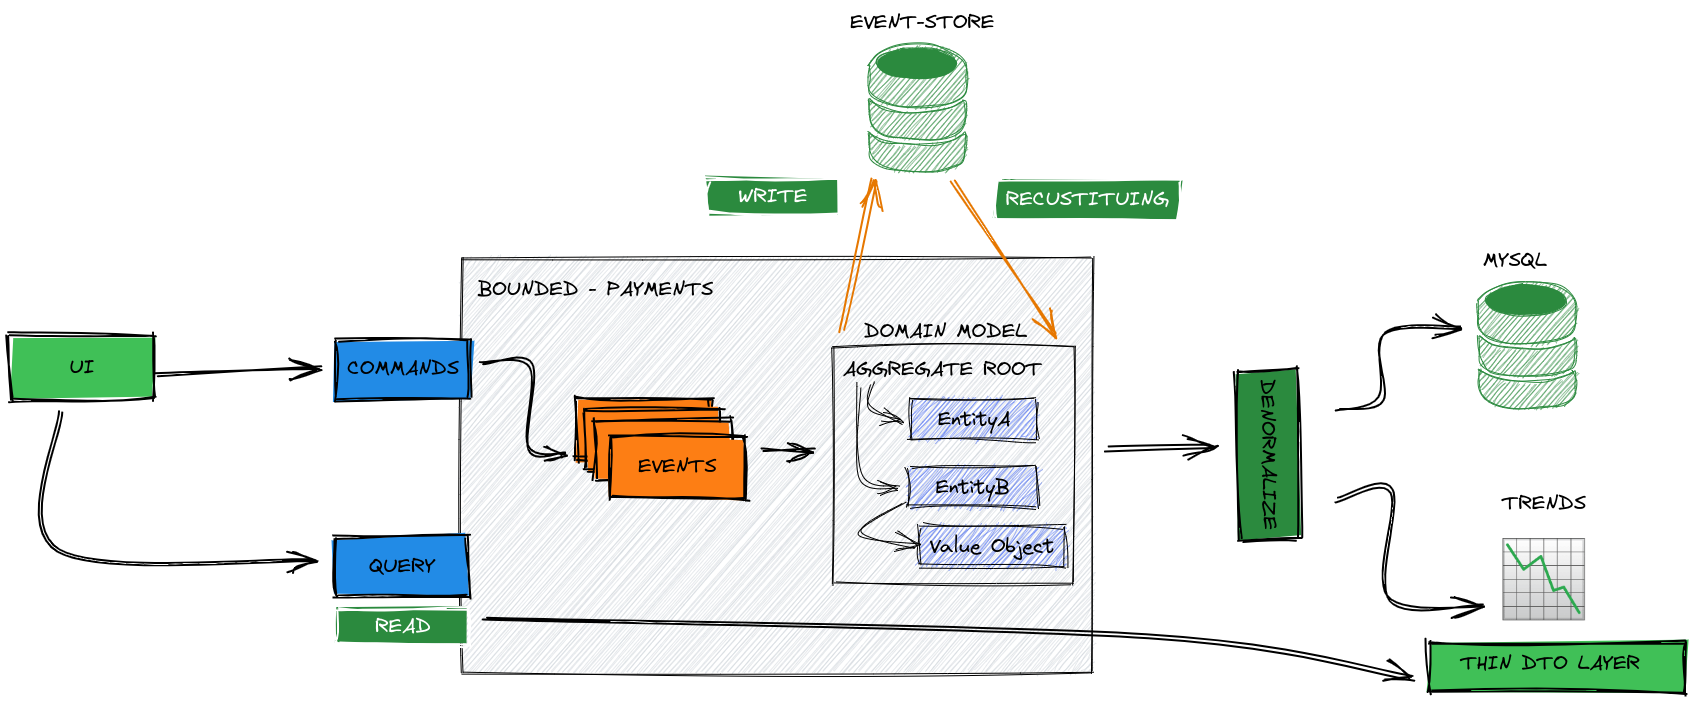 EVENT-STORE
WRITE
RECUSTITUING
MYSQL
BOUNDED - PAYMENTS
DOMAIN MODEL
UI
COMMANDS
AGGREGATE ROOT
EntityA
EVENTS
EntityB
DENORMALIZE
TRENDS
Value Object
QUERY
READ
THIN DTO LAYER